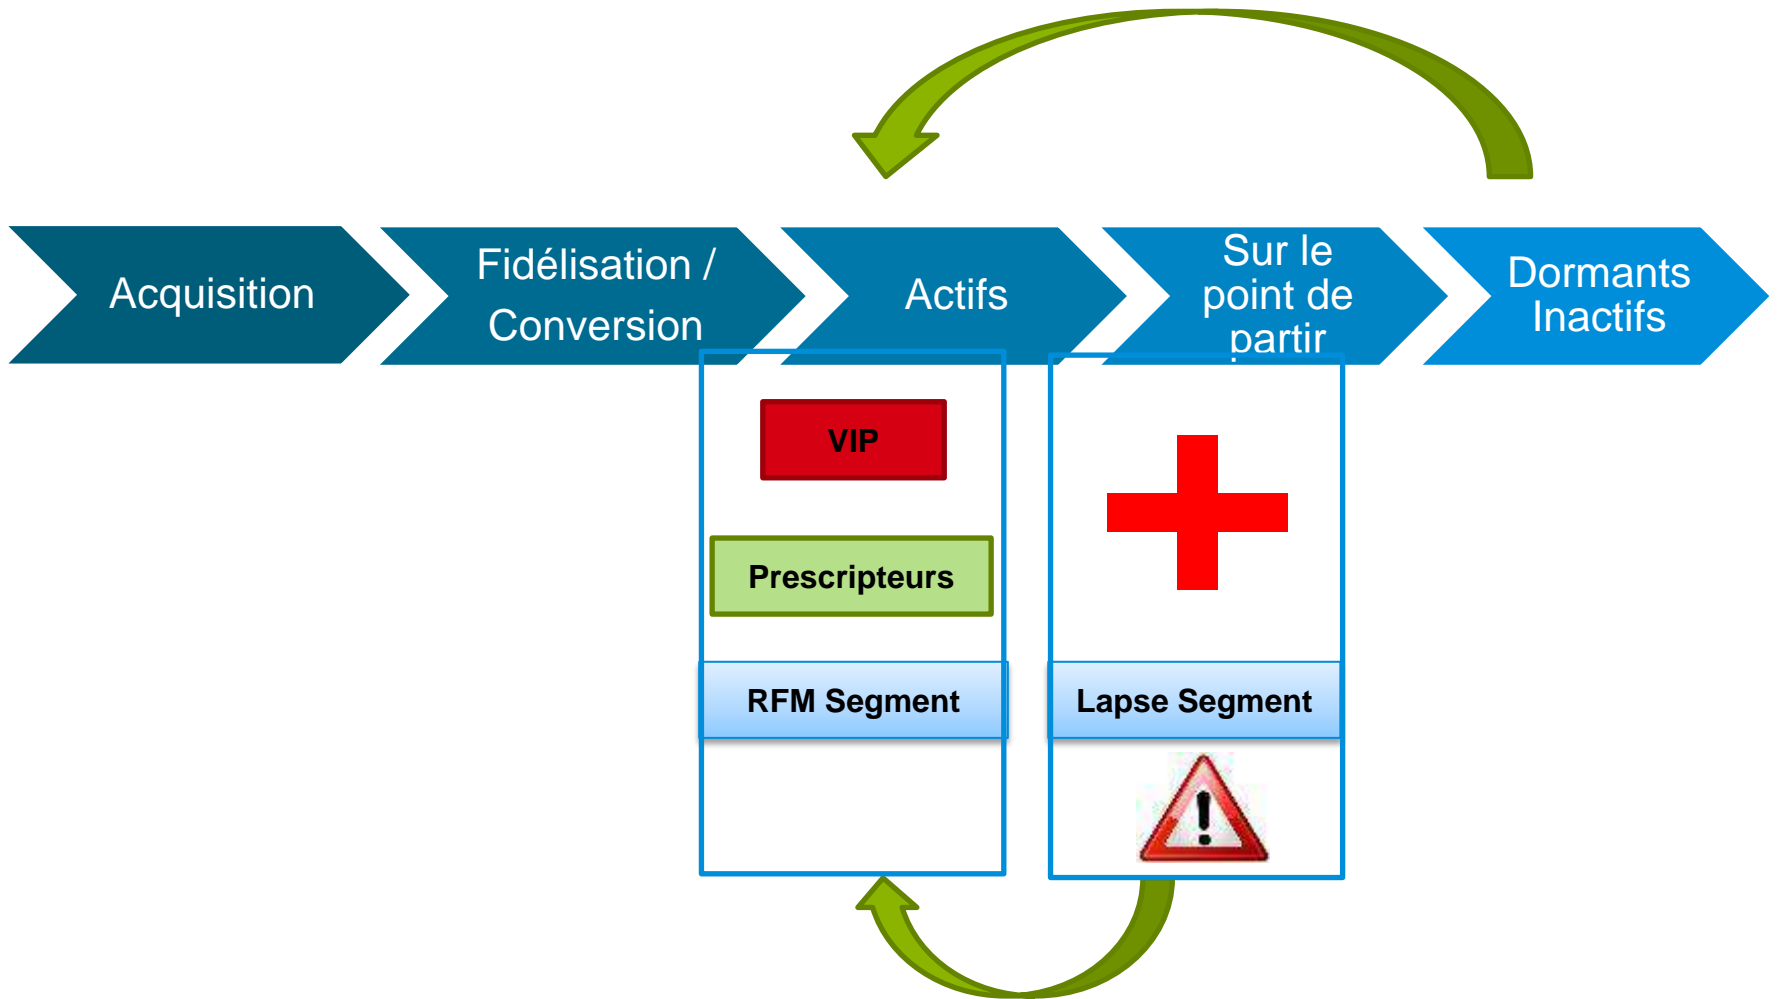 Acquisition
Fidélisation /
Conversion
Actifs
Sur le
point de
partir
Dormants
Inactifs
VIP
Prescripteurs
RFM Segment
Lapse Segment